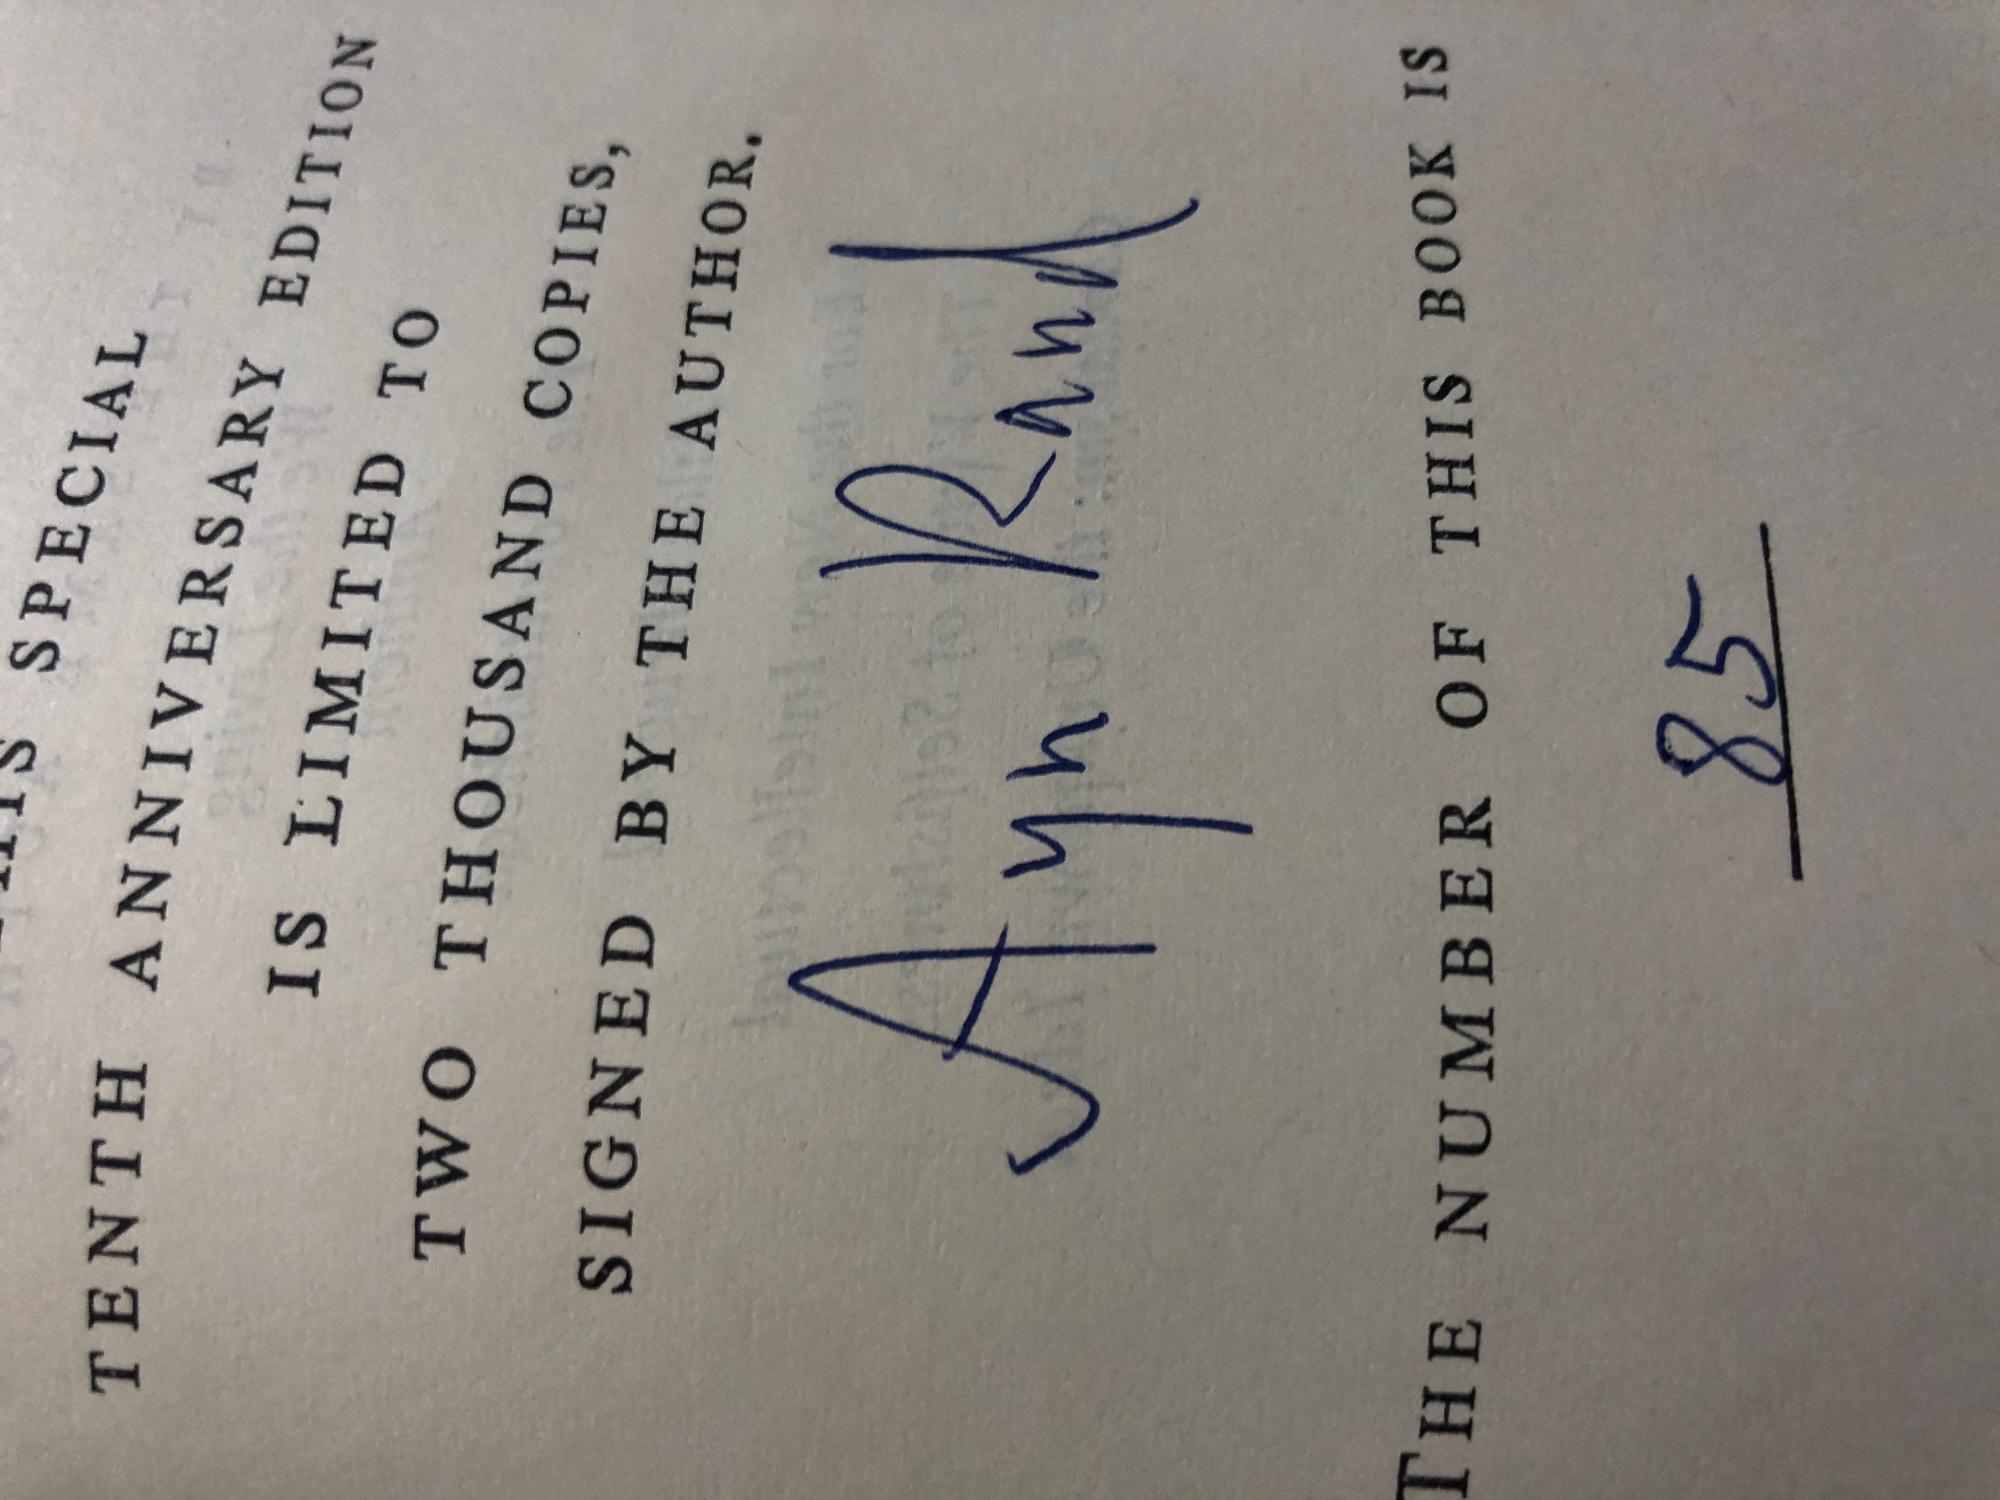 SPECIAL
TENTH ANNIVERSARY EDITION
IS LIMITED TO
TWO THOUSAND COPIES,
SIGNED BY THE AUTHOR.
Ayn Rand
THE NUMBER OF THIS BOOK IS
85